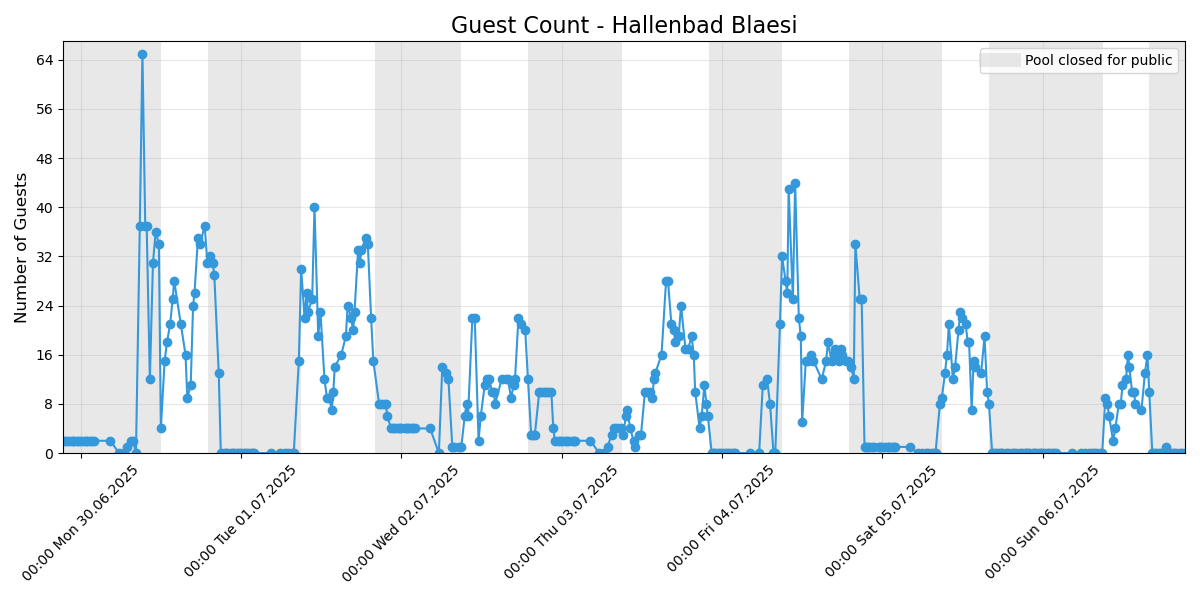 Guest Count - Hallenbad Blaesi
Pool closed for public
Number of Guests
64
56
48
40
32
24
16
8
0
00:00 Mon 30.06.2025
00:00 Tue 01.07.2025
00:00 Wed 02.07.2025
00:00 Thu 03.07.2025
00:00 Fri 04.07.2025
00:00 Sat 05.07.2025
00:00 Sun 06.07.2025